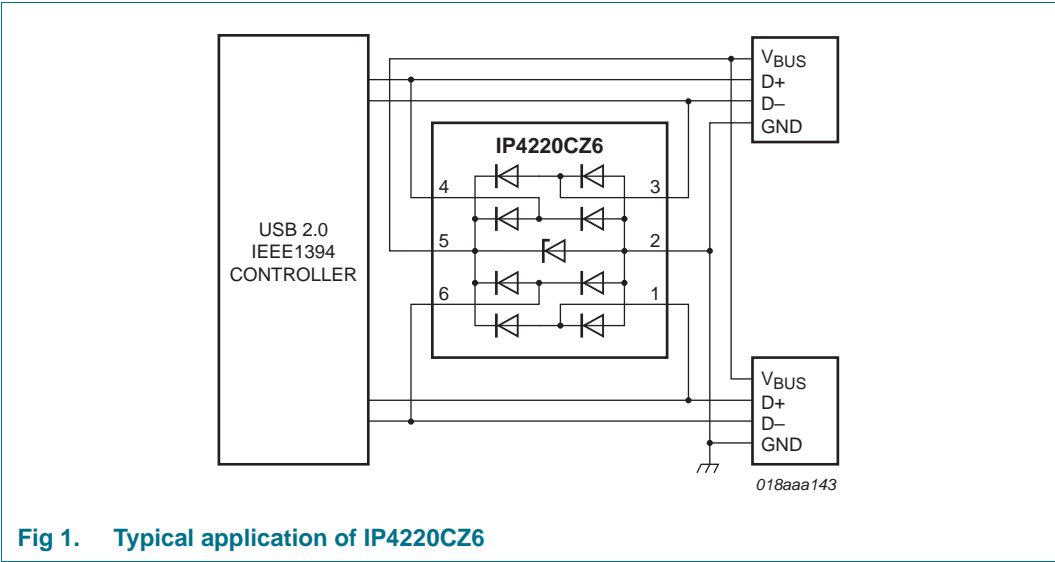 V_BUS
D+
D–
GND
IP4220CZ6
4
3
USB 2.0
IEEE1394
CONTROLLER
5
2
6
1
V_BUS
D+
D–
GND
018aaa143
Fig 1. Typical application of IP4220CZ6